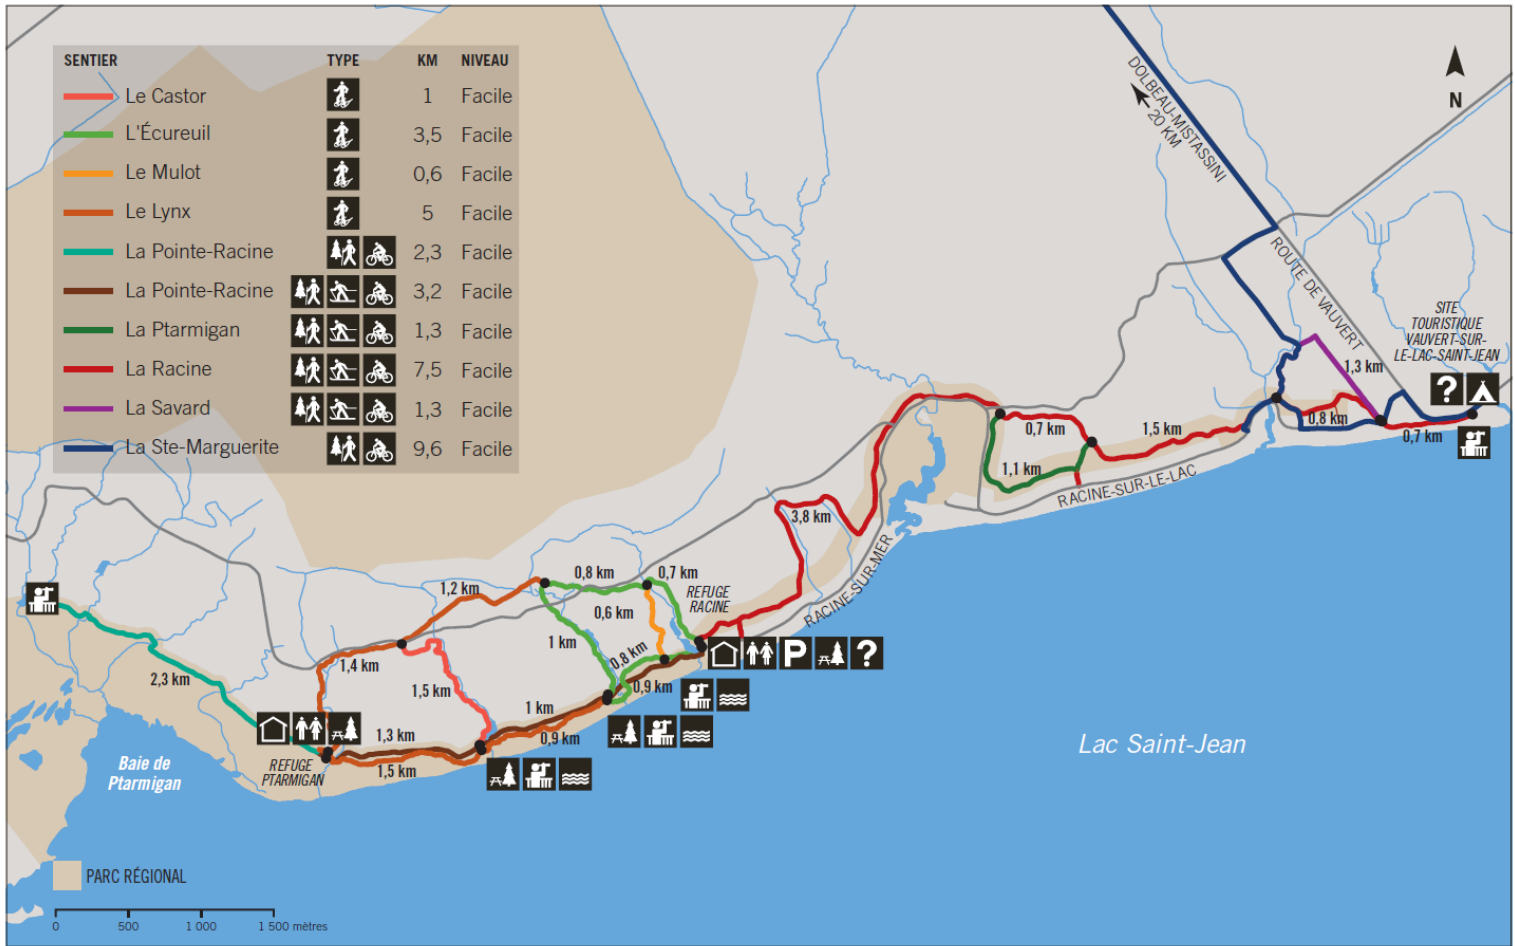 SENTIER TYPE KM NIVEAU
Le Castor 1 Facile
L'Écureuil 3,5 Facile
Le Mulot 0,6 Facile
Le Lynx 5 Facile
La Pointe-Racine 2,3 Facile
La Pointe-Racine 3,2 Facile
La Ptarmigan 1,3 Facile
La Racine 7,5 Facile
La Savard 1,3 Facile
La Ste-Marguerite 9,6 Facile
DOLBEAU-MISTASSINI
20 KM
N
ROUTE DE VAUVERT
SITE
TOURISTIQUE
VAUVERT-SUR-
LE-LAC-SAINT-JEAN
?
1,3 km
0,8 km
0,7 km
0,7 km
1,5 km
1,1 km
RACINE-SUR-LE-LAC
3,8 km
RACINE-SUR-MER
0,8 km
0,7 km
1,2 km
REFUGE
RACINE
0,6 km
1 km
0,8 km
0,9 km
P
?
1,4 km
1,5 km
2,3 km
1 km
0,9 km
1,3 km
1,5 km
REFUGE
PTARMIGAN
Baie de
Ptarmigan
Lac Saint-Jean
PARC RÉGIONAL
0 500 1 000 1 500 mètres